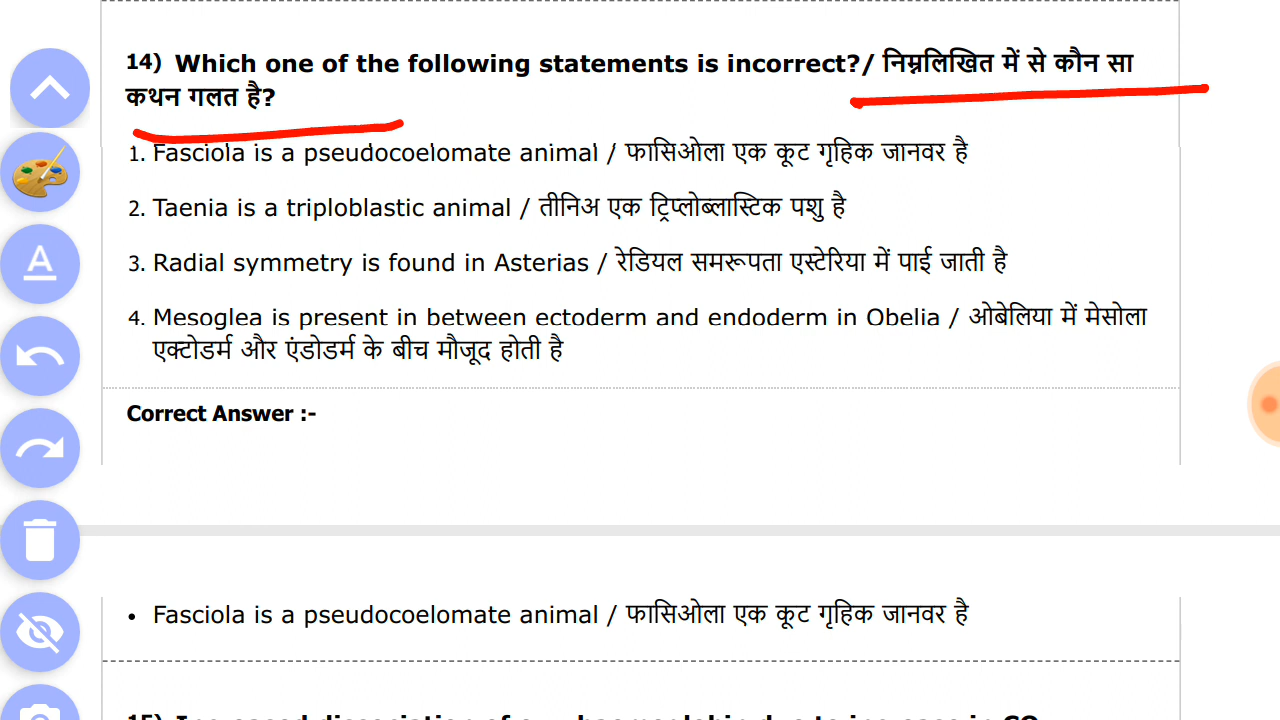 14) Which one of the following statements is incorrect?/ निम्नलिखित में से कौन सा
कथन गलत है?
1. Fasciola is a pseudocoelomate animal / फासिओला एक कूट गृहिक जानवर है
2. Taenia is a triploblastic animal / तीनिअ एक ट्रिप्लोब्लास्टिक पशु है
3. Radial symmetry is found in Asterias / रेडियल समरूपता एस्टेरिया में पाई जाती है
4. Mesoglea is present in between ectoderm and endoderm in Obelia / ओबेलिया में मेसोला
एक्टोडर्म और एंडोडर्म के बीच मौजूद होती है
Correct Answer :-
• Fasciola is a pseudocoelomate animal / फासिओला एक कूट गृहिक जानवर है
A